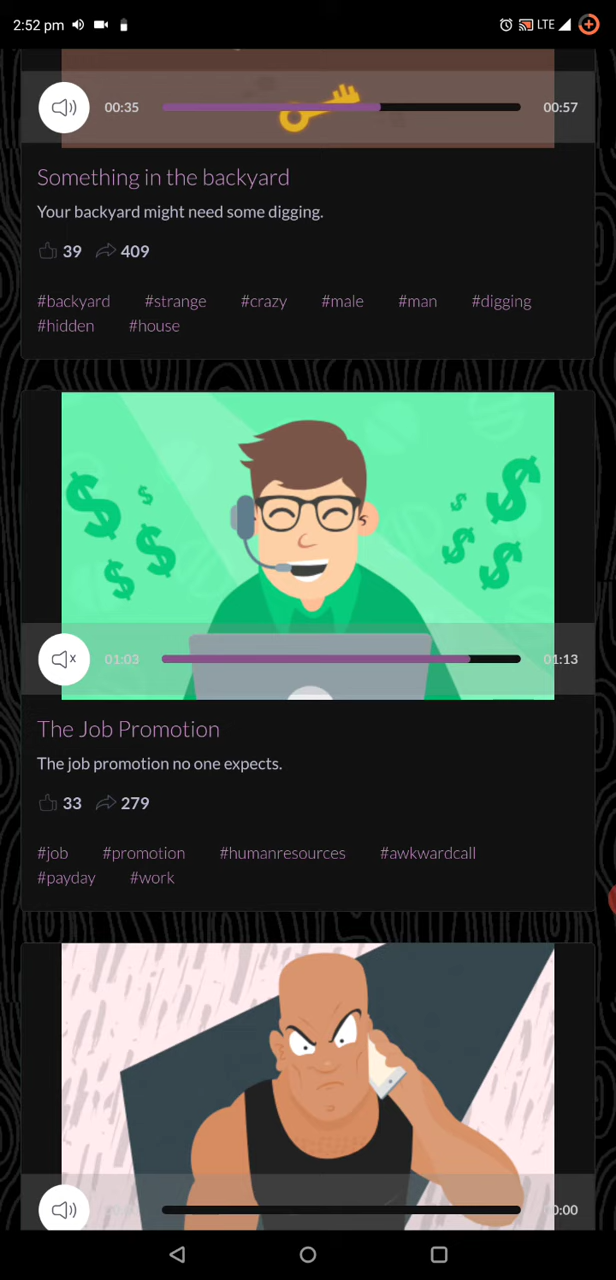 2:52 pm LTE
00:35 00:57
Something in the backyard
Your backyard might need some digging.
39 409
#backyard #strange #crazy #male #man #digging
#hidden #house
$ $ $ $ $ $ $ $
01:03 01:13
The Job Promotion
The job promotion no one expects.
33 279
#job #promotion #humanresources #awkwardcall
#payday #work
:00